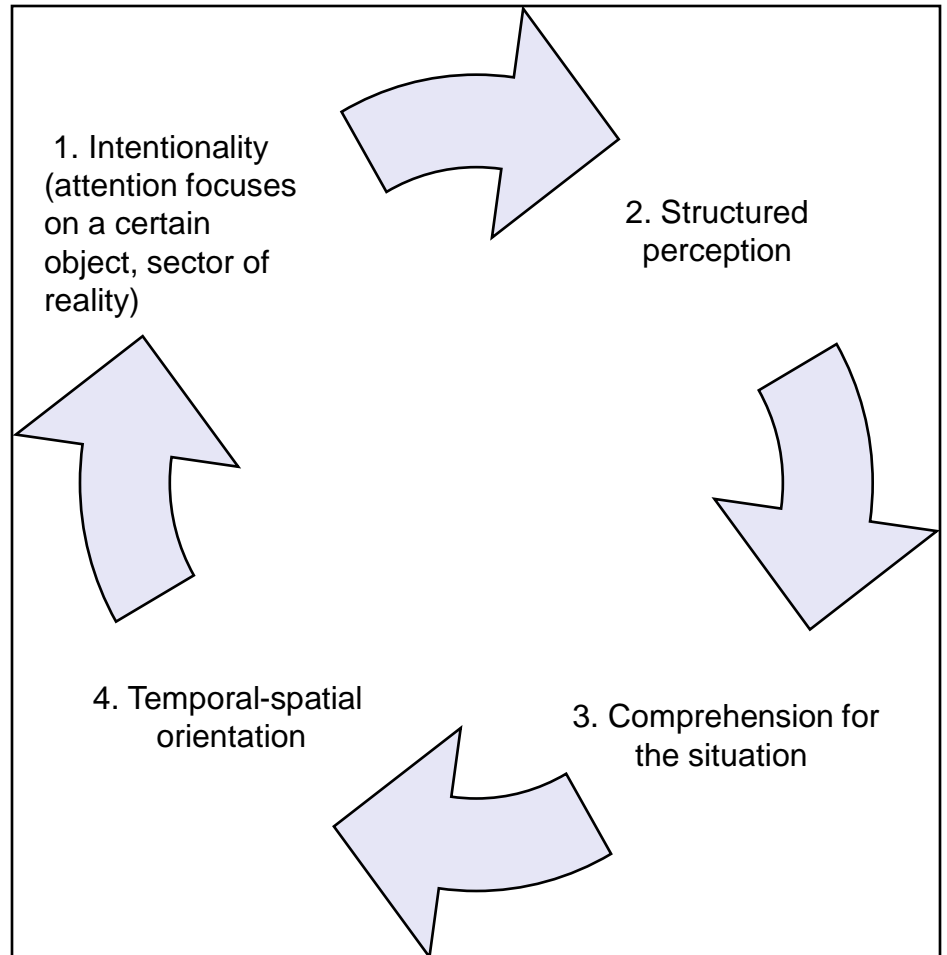 1. Intentionality
(attention focuses
on a certain
object, sector of
reality)
2. Structured
perception
3. Comprehension for
the situation
4. Temporal-spatial
orientation